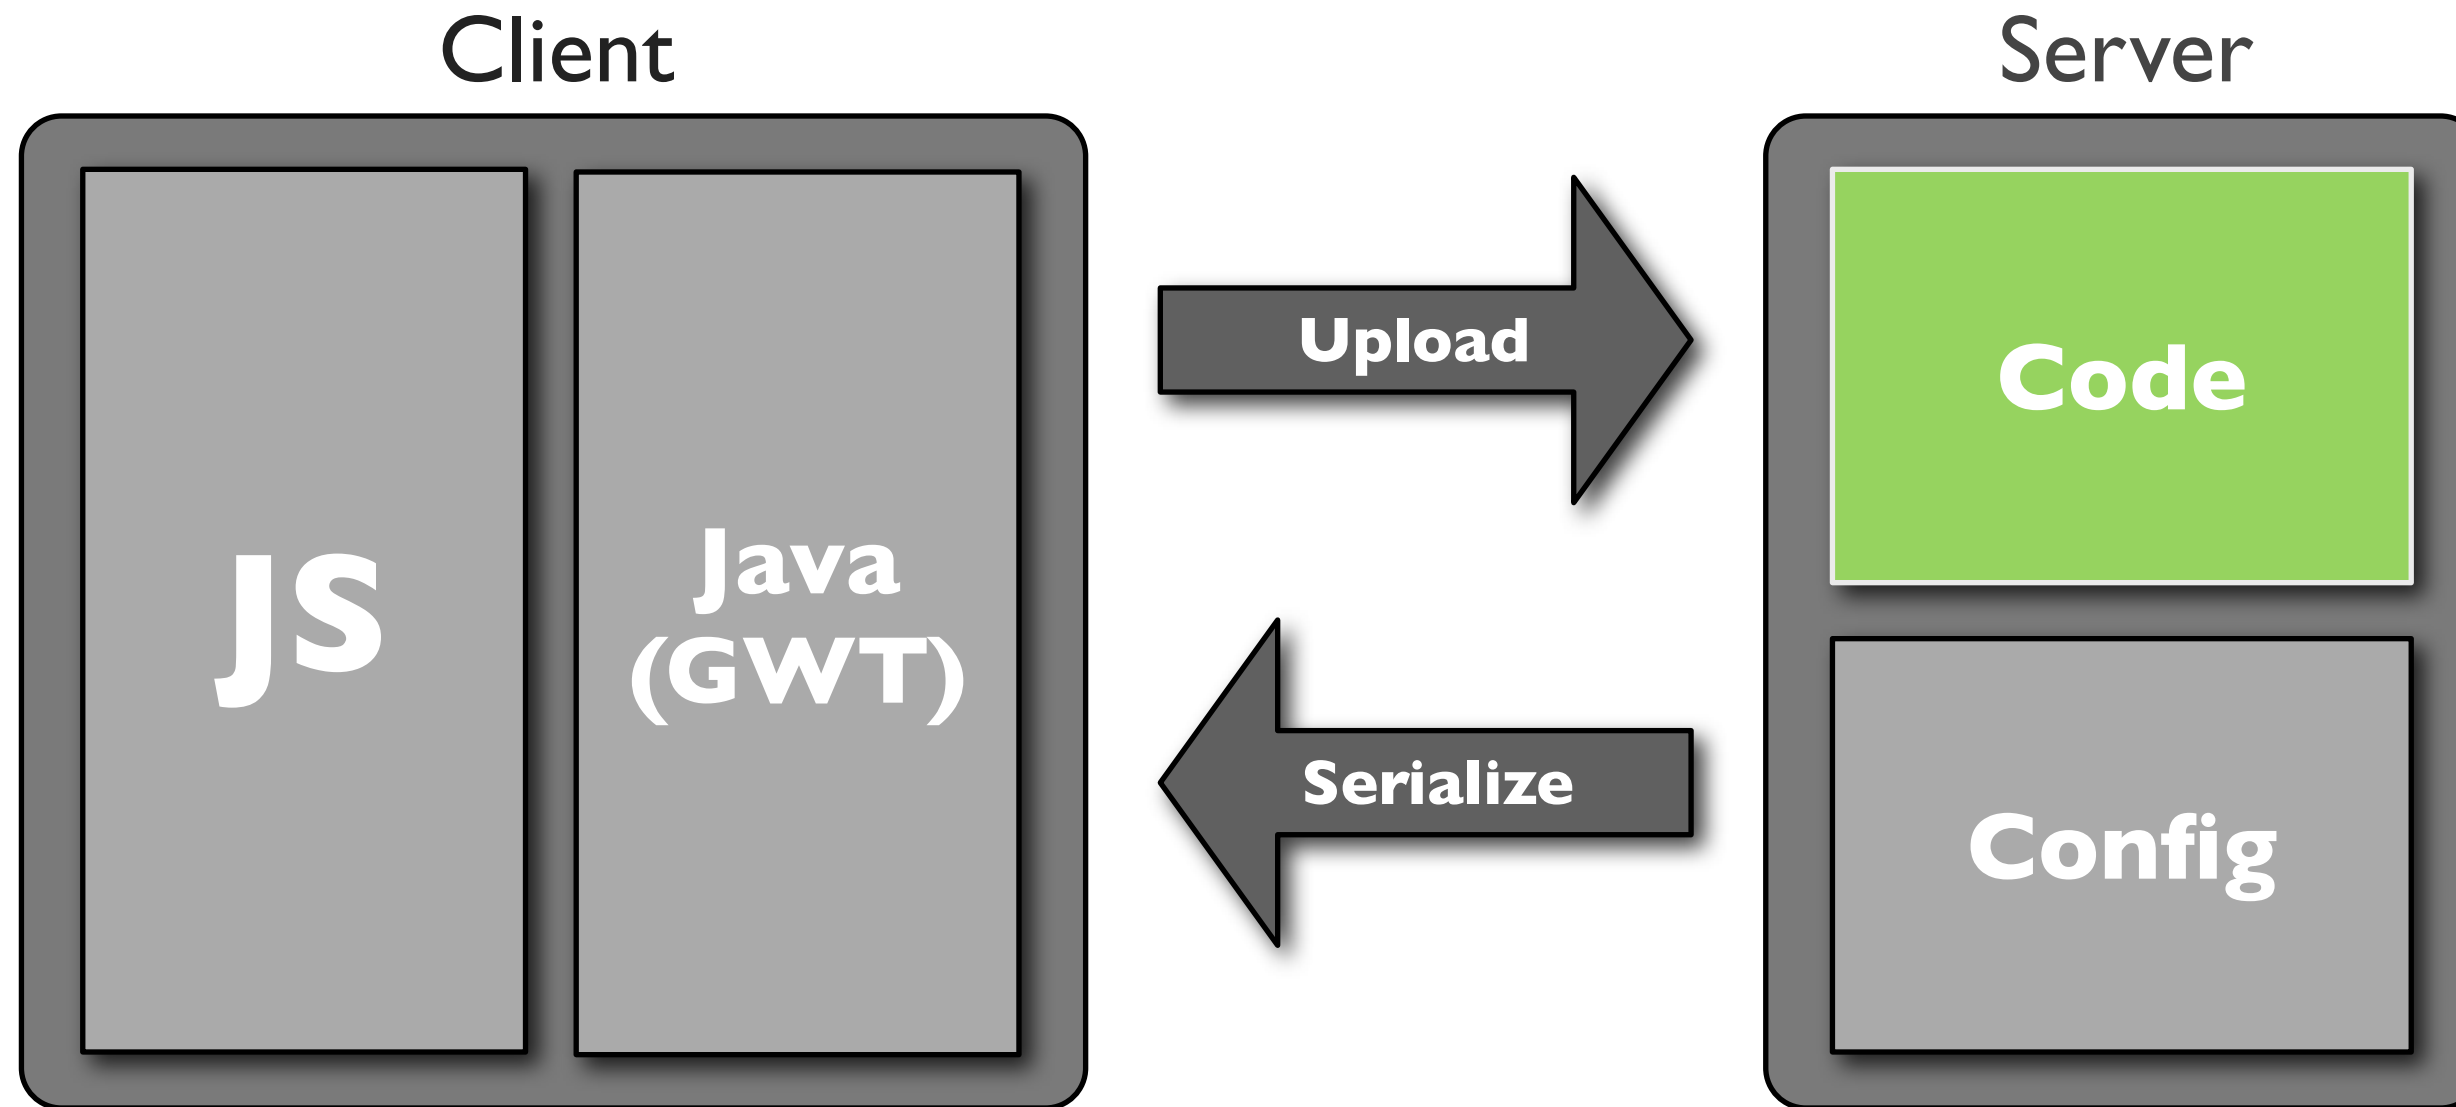 Client
Server
JS
Java
(GWT)
Upload
Serialize
Code
Config